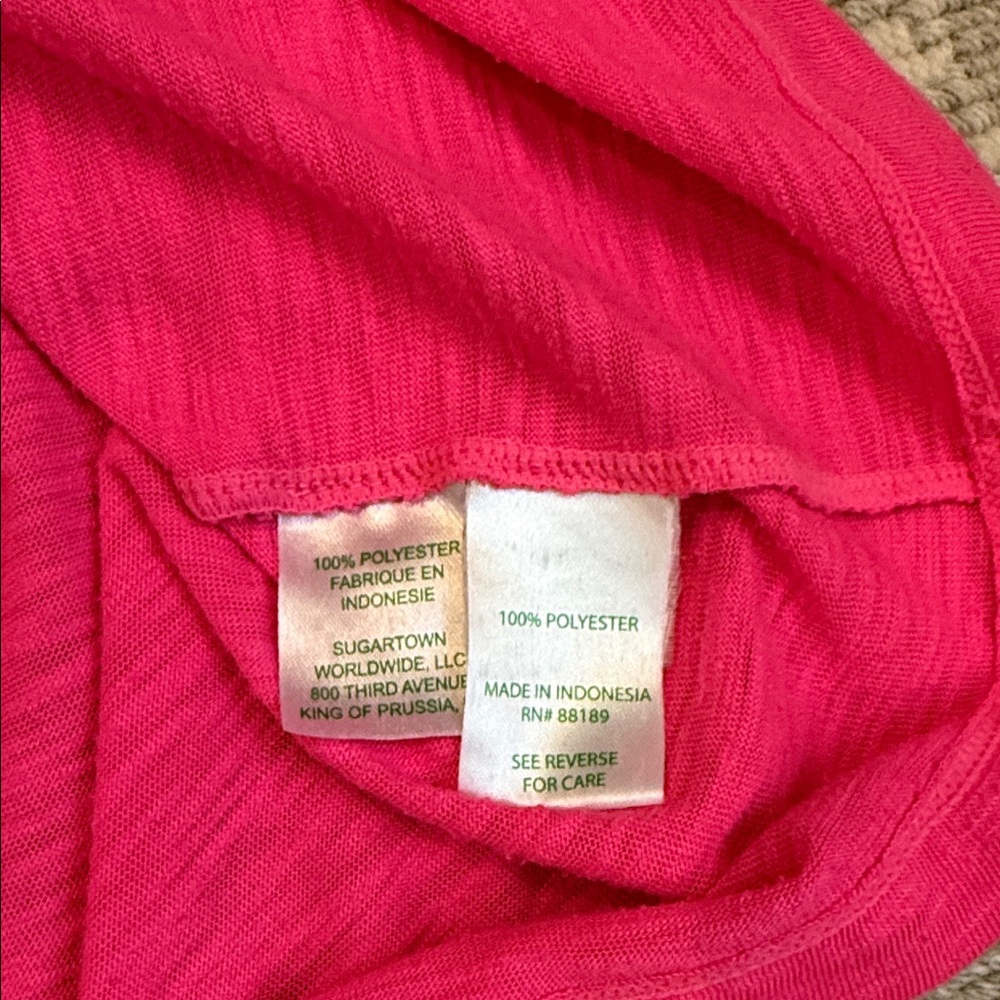 100% POLYESTER
FABRIQUE EN
INDONESIE
SUGARTOWN
WORLDWIDE, LLC
800 THIRD AVENUE
KING OF PRUSSIA,
100% POLYESTER
MADE IN INDONESIA
RN# 88189
SEE REVERSE
FOR CARE